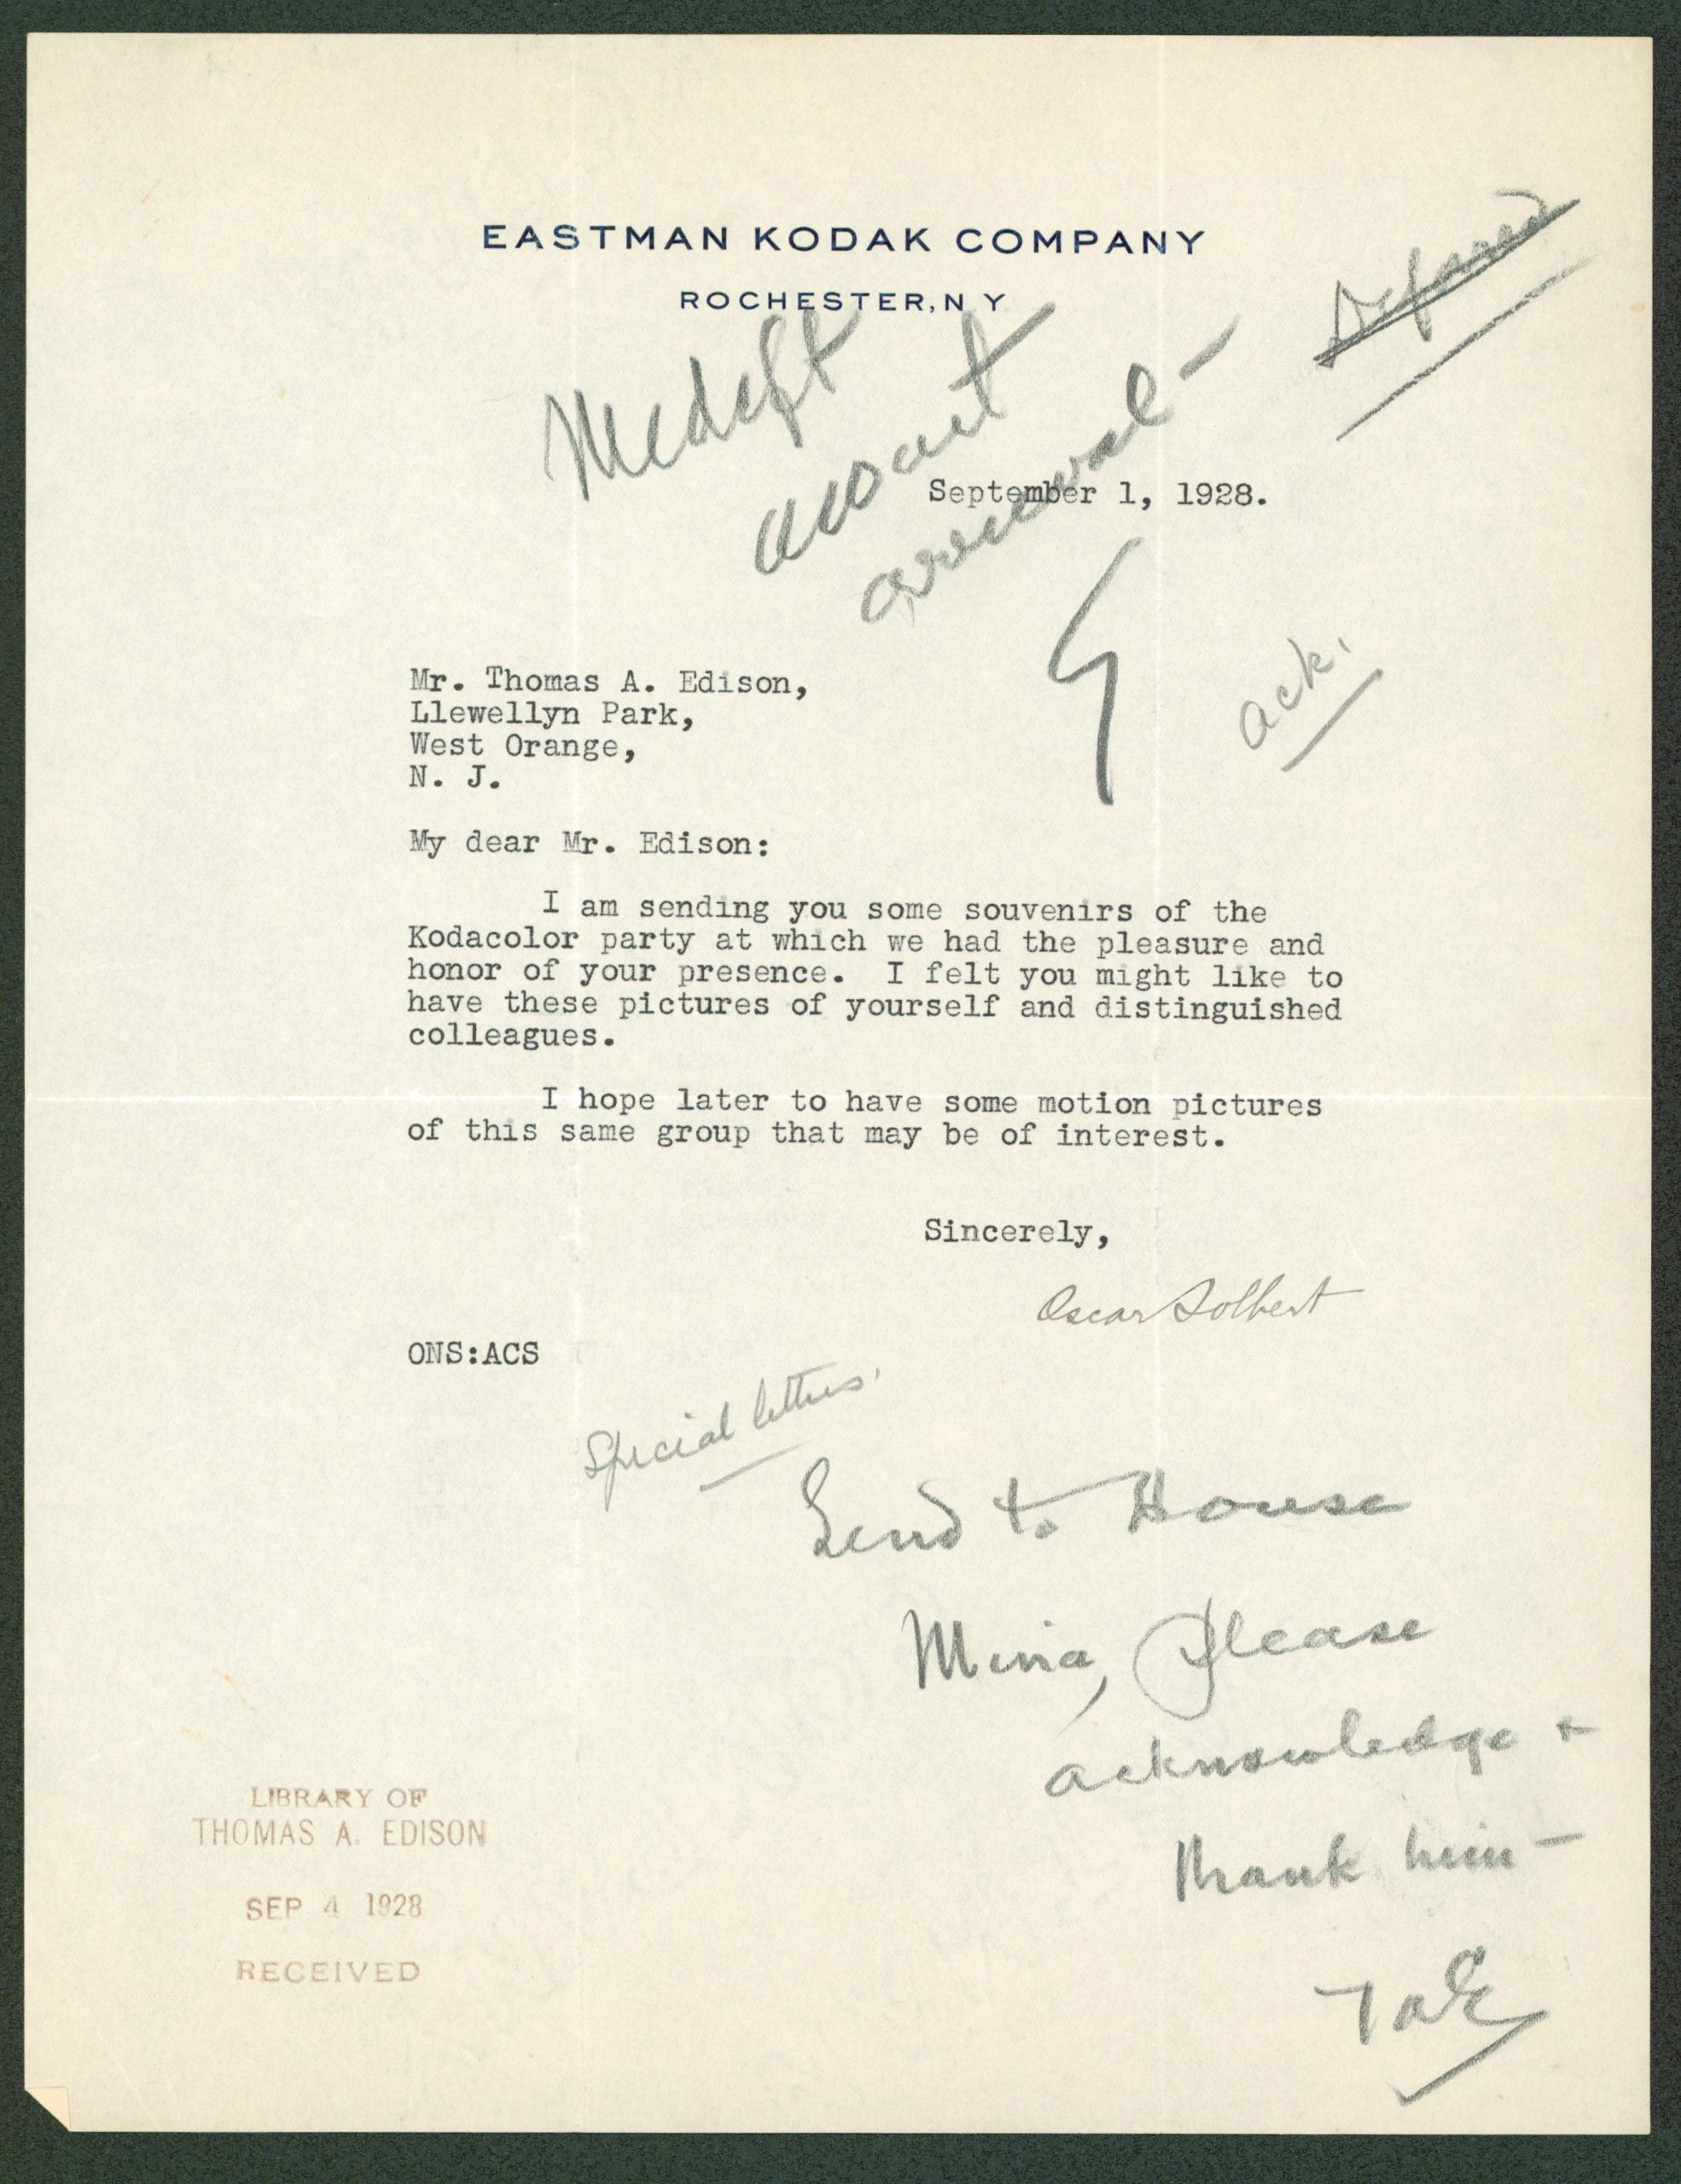 EASTMAN KODAK COMPANY
ROCHESTER, N Y
September 1, 1928.
ack.
Mr. Thomas A. Edison,
Llewellyn Park,
West Orange,
N. J.
My dear Mr. Edison:
I am sending you some souvenirs of the
Kodacolor party at which we had the pleasure and
honor of your presence. I felt you might like to
have these pictures of yourself and distinguished
colleagues.
I hope later to have some motion pictures
of this same group that may be of interest.
Sincerely,
Oscar Solbert
ONS:ACS
Special letters.
Send to House
Mina, Please
acknowledge +
thank him —
TAE
LIBRARY OF
THOMAS A. EDISON
SEP 4 1928
RECEIVED